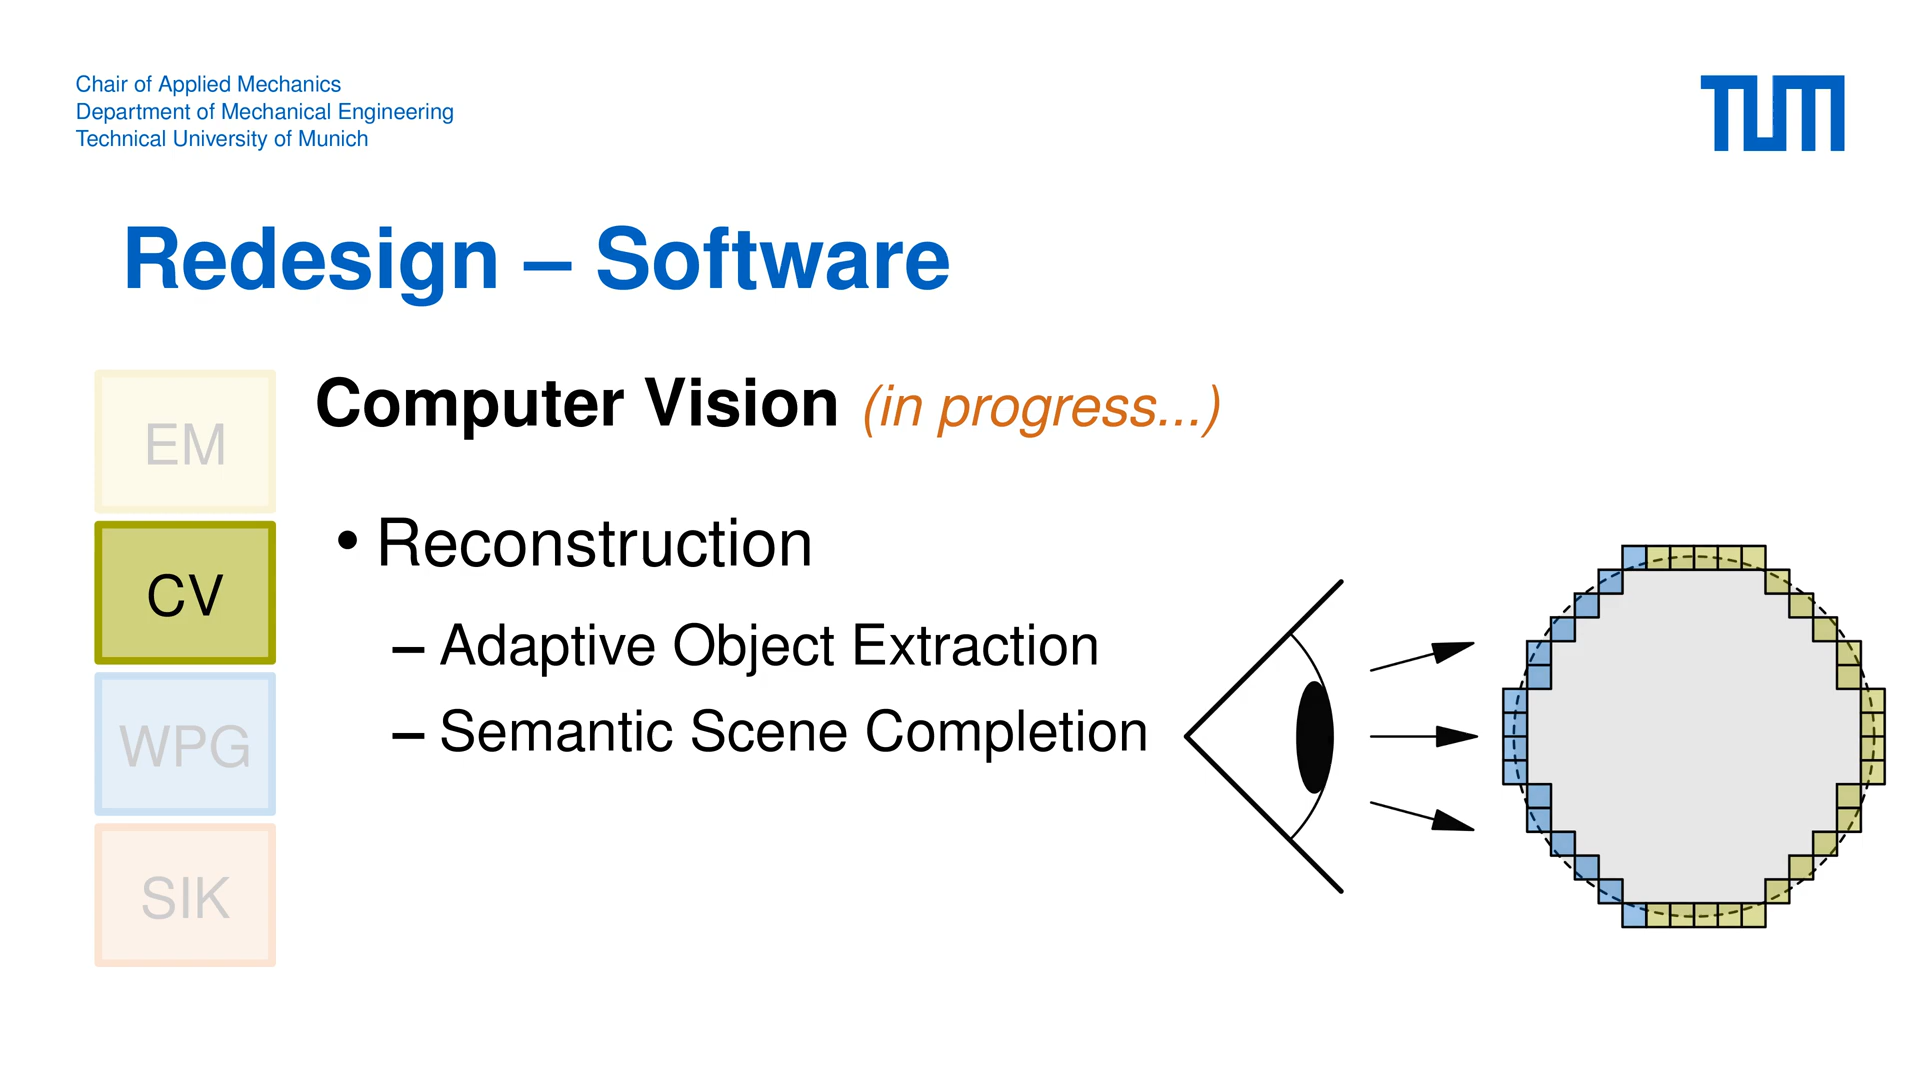 Chair of Applied Mechanics
Department of Mechanical Engineering
Technical University of Munich
TUM
Redesign – Software
EM
CV
WPG
SIK
Computer Vision (in progress...)
• Reconstruction
– Adaptive Object Extraction
– Semantic Scene Completion